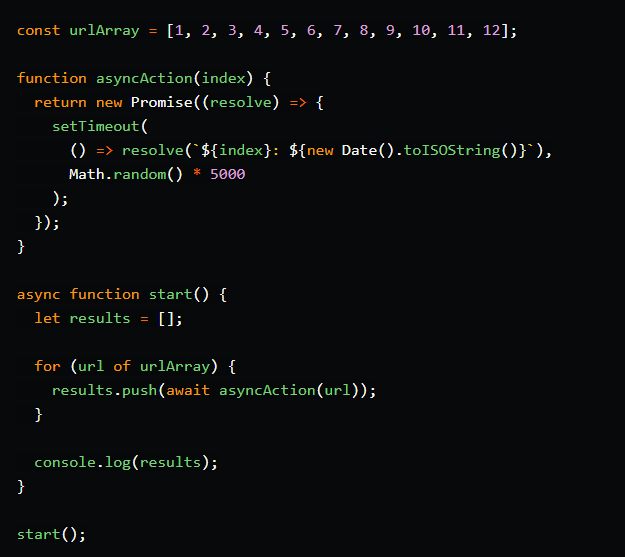 const urlArray = [1, 2, 3, 4, 5, 6, 7, 8, 9, 10, 11, 12];

function asyncAction(index) {
  return new Promise((resolve) => {
    setTimeout(
      () => resolve(`${index}: ${new Date().toISOString()}`),
      Math.random() * 5000
    );
  });
}

async function start() {
  let results = [];

  for (url of urlArray) {
    results.push(await asyncAction(url));
  }

  console.log(results);
}

start();